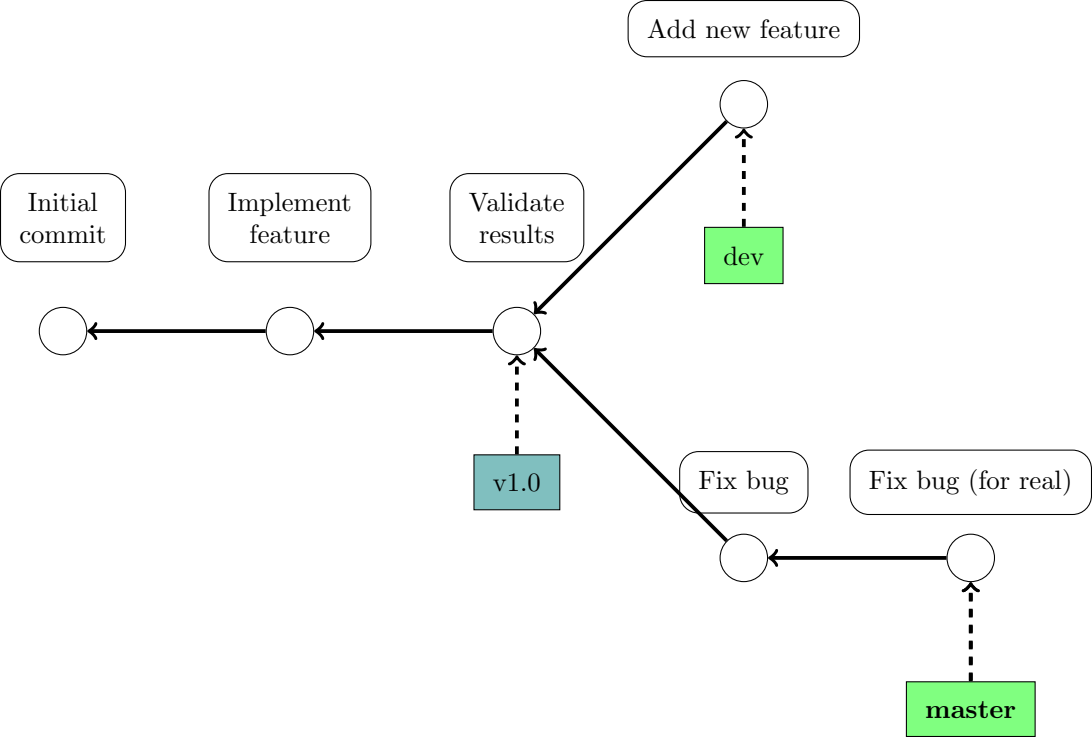 Add new feature
Initial
commit
Implement
feature
Validate
results
dev
v1.0
Fix bug
Fix bug (for real)
master